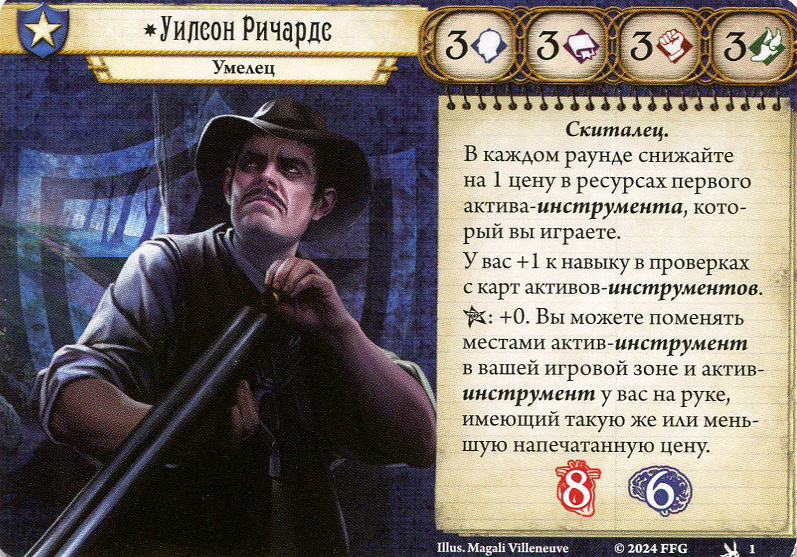 ✷Уилсон Ричардс
Умелец
3 3 3 3
Скиталец.
В каждом раунде снижайте
на 1 цену в ресурсах первого
актива-инструмента, кото-
рый вы играете.
У вас +1 к навыку в проверках
с карт активов-инструментов.
: +0. Вы можете поменять
местами актив-инструмент
в вашей игровой зоне и актив-
инструмент у вас на руке,
имеющий такую же или мень-
шую напечатанную цену.
8 6
Illus. Magali Villeneuve © 2024 FFG 1